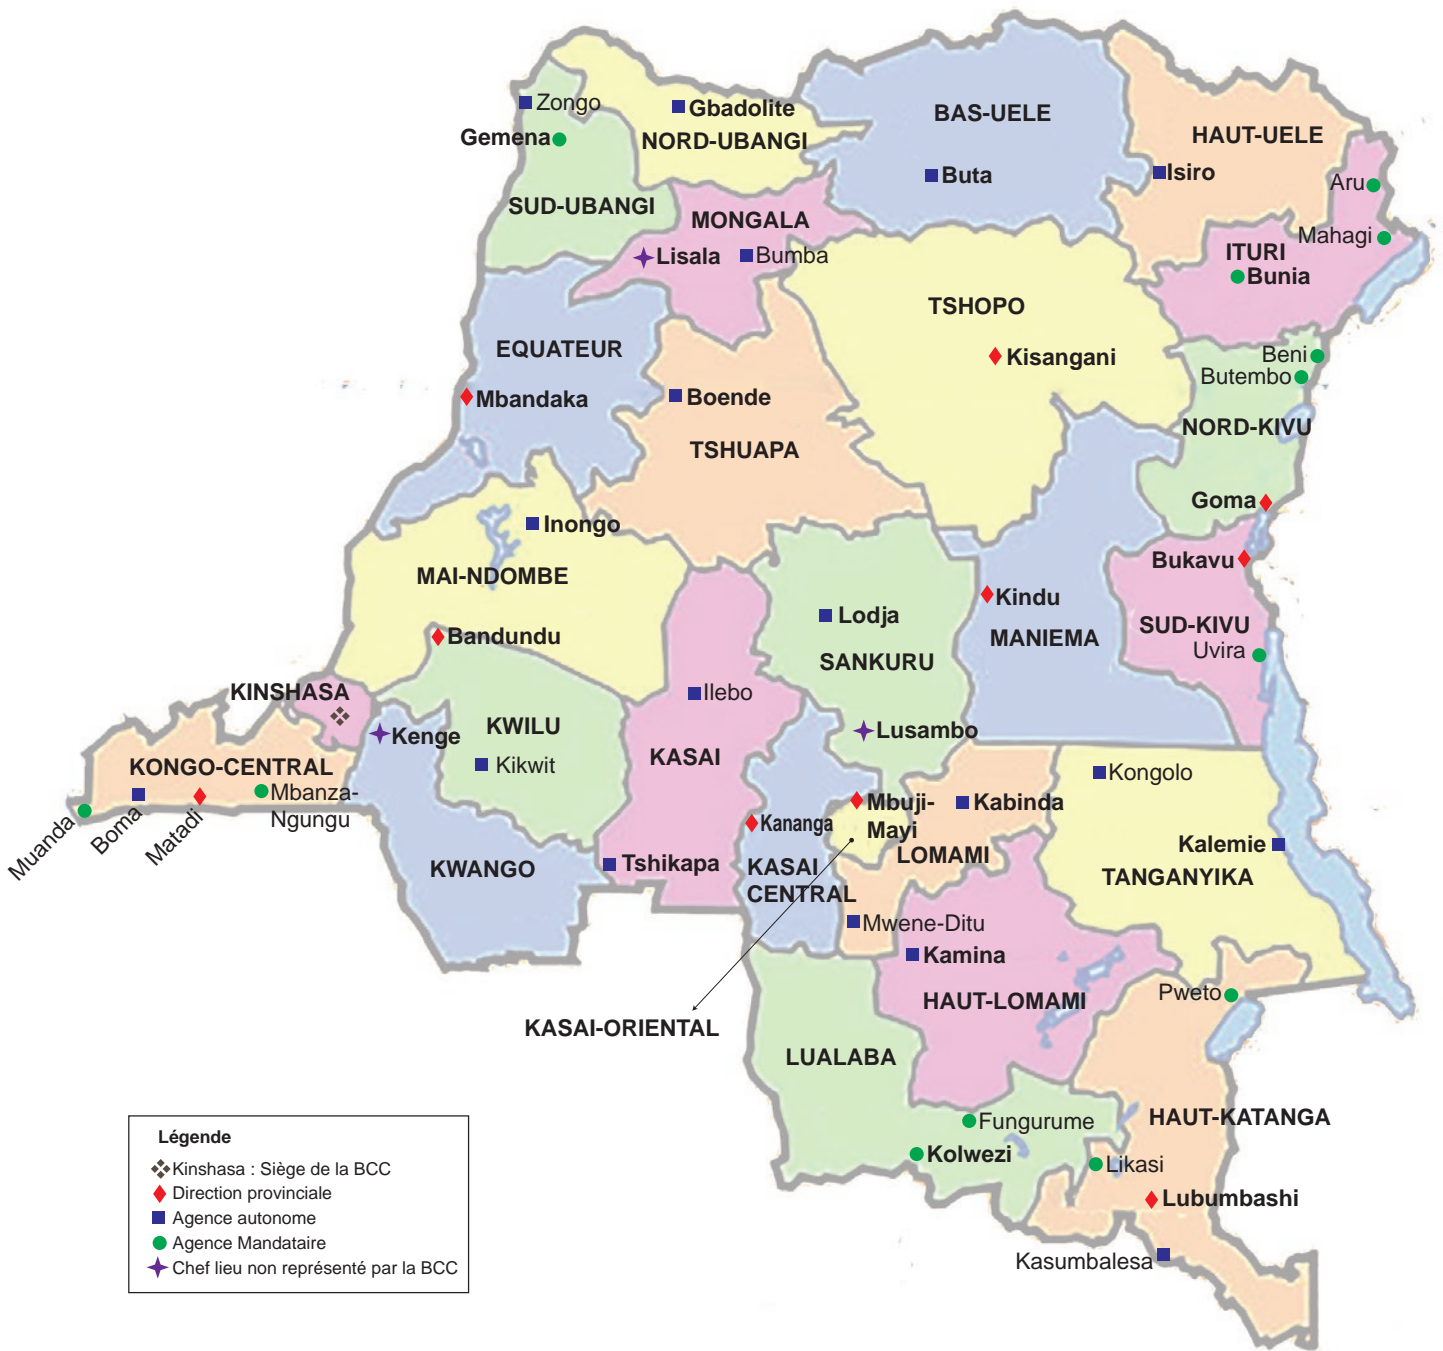 Zongo
Gbadolite
BAS-UELE
Gemena
NORD-UBANGI
HAUT-UELE
Buta
Isiro
Aru
SUD-UBANGI
MONGALA
Mahagi
Lisala
Bumba
ITURI
Bunia
TSHOPO
EQUATEUR
Kisangani
Beni
Butembo
Mbandaka
Boende
NORD-KIVU
TSHUAPA
Goma
Inongo
Bukavu
MAI-NDOMBE
Kindu
Lodja
Bandundu
MANIEMA
SUD-KIVU
Uvira
SANKURU
KINSHASA
Ilebo
KWILU
Kenge
Lusambo
KASAI
Kikwit
KONGO-CENTRAL
Kongolo
Muanda
Boma
Matadi
Mbanza-
Ngungu
Mbuji-
Mayi
Kabinda
Kananga
Kalemie
LOMAMI
Tshikapa
KWANGO
KASAI
CENTRAL
TANGANYIKA
Mwene-Ditu
Kamina
Pweto
HAUT-LOMAMI
KASAI-ORIENTAL
LUALABA
Fungurume
HAUT-KATANGA
Kolwezi
Likasi
Lubumbashi
Kasumbalesa
Légende
Kinshasa : Siège de la BCC
Direction provinciale
Agence autonome
Agence Mandataire
Chef lieu non représenté par la BCC